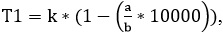 T1 = k * (1 − (a/b * 10000)),